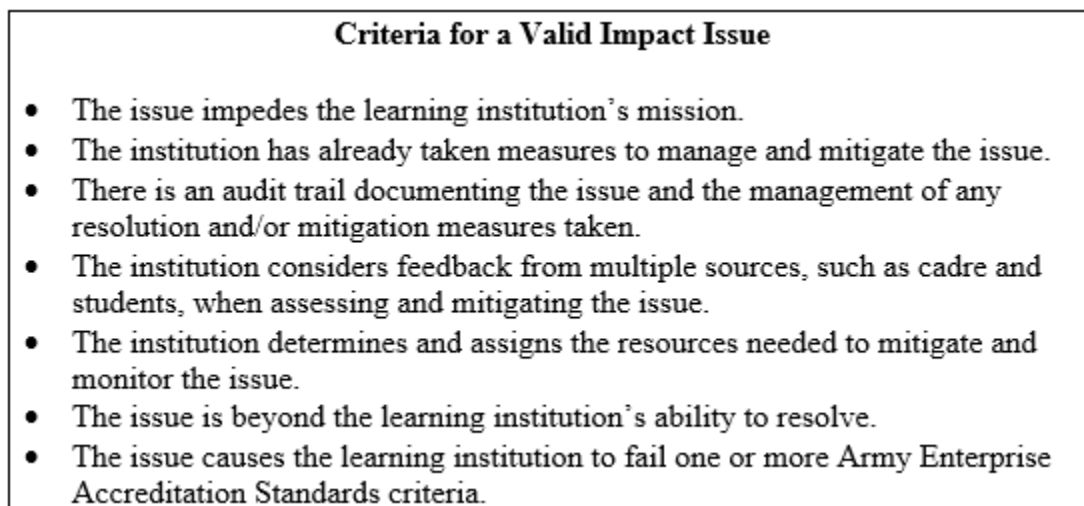 Criteria for a Valid Impact Issue
• The issue impedes the learning institution's mission.
• The institution has already taken measures to manage and mitigate the issue.
• There is an audit trail documenting the issue and the management of any
resolution and/or mitigation measures taken.
• The institution considers feedback from multiple sources, such as cadre and
students, when assessing and mitigating the issue.
• The institution determines and assigns the resources needed to mitigate and
monitor the issue.
• The issue is beyond the learning institution's ability to resolve.
• The issue causes the learning institution to fail one or more Army Enterprise
Accreditation Standards criteria.